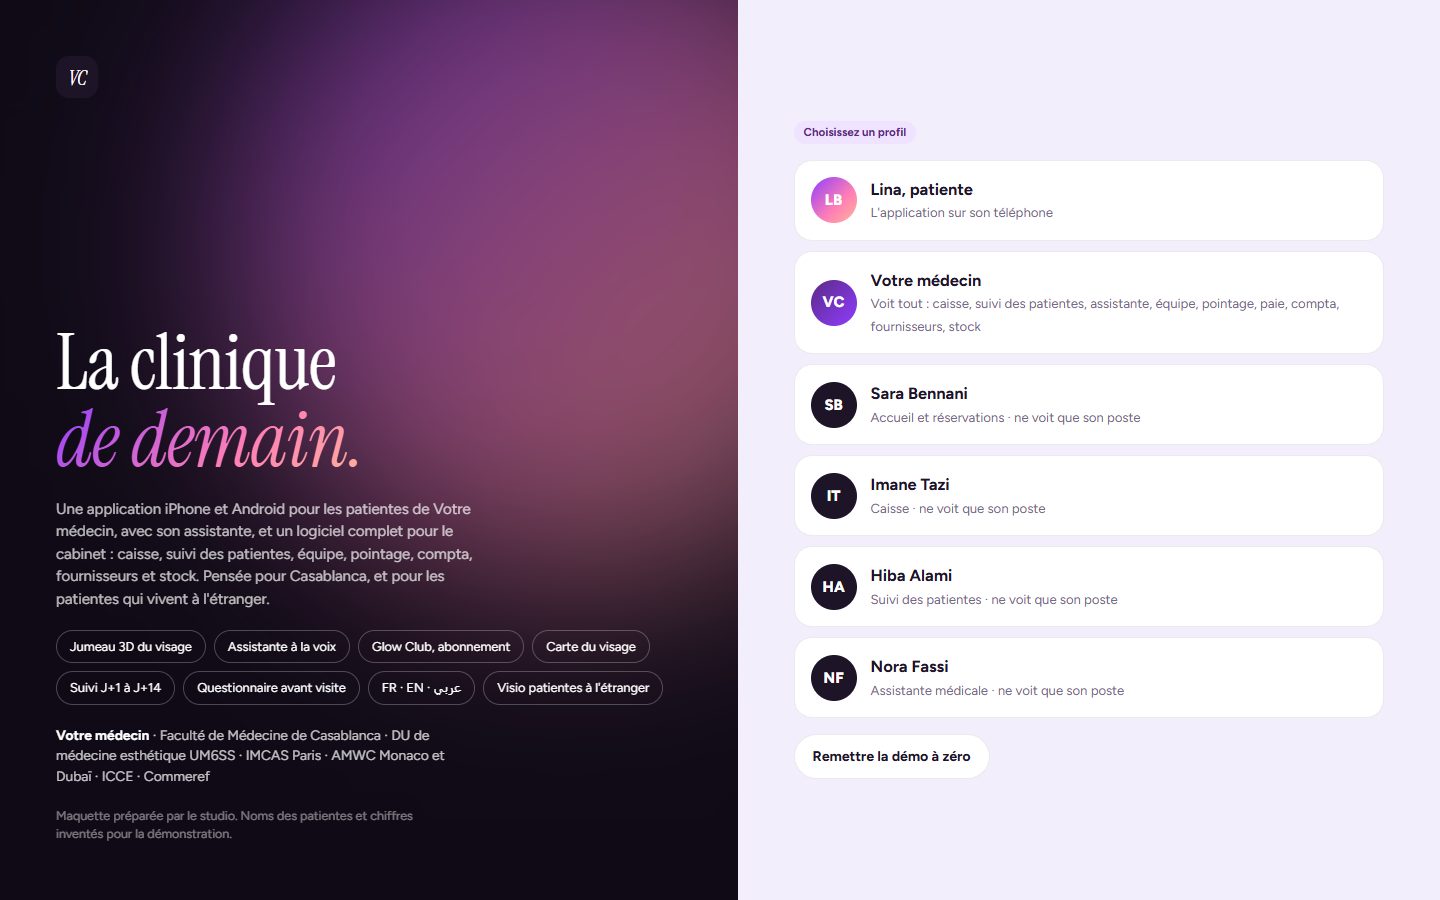 VC
La clinique
de demain.
Une application iPhone et Android pour les patientes de Votre
médecin, avec son assistante, et un logiciel complet pour le
cabinet : caisse, suivi des patientes, équipe, pointage, compta,
fournisseurs et stock. Pensée pour Casablanca, et pour les
patientes qui vivent à l'étranger.
Jumeau 3D du visage
Assistante à la voix
Glow Club, abonnement
Carte du visage
Suivi J+1 à J+14
Questionnaire avant visite
FR · EN · عربي
Visio patientes à l'étranger
Votre médecin · Faculté de Médecine de Casablanca · DU de
médecine esthétique UM6SS · IMCAS Paris · AMWC Monaco et
Dubaï · ICCE · Commeref
Maquette préparée par le studio. Noms des patientes et chiffres
inventés pour la démonstration.
Choisissez un profil
LB
Lina, patiente
L'application sur son téléphone
VC
Votre médecin
Voit tout : caisse, suivi des patientes, assistante, équipe, pointage, paie, compta,
fournisseurs, stock
SB
Sara Bennani
Accueil et réservations · ne voit que son poste
IT
Imane Tazi
Caisse · ne voit que son poste
HA
Hiba Alami
Suivi des patientes · ne voit que son poste
NF
Nora Fassi
Assistante médicale · ne voit que son poste
Remettre la démo à zéro